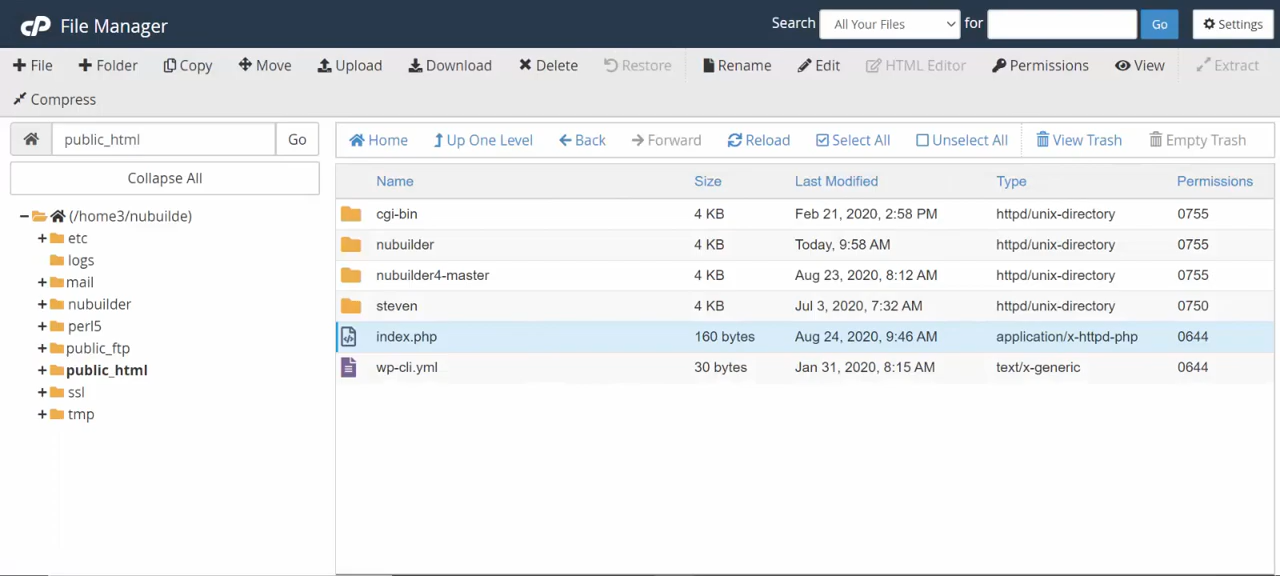 cP File Manager Search All Your Files for Go Settings
File Folder Copy Move Upload Download Delete Restore Rename Edit HTML Editor Permissions View Extract
Compress
public_html Go
Home Up One Level Back Forward Reload Select All Unselect All View Trash Empty Trash
Collapse All
(/home3/nubuilde)
etc
logs
mail
nubuilder
perl5
public_ftp
public_html
ssl
tmp
Name Size Last Modified Type Permissions
cgi-bin 4 KB Feb 21, 2020, 2:58 PM httpd/unix-directory 0755
nubuilder 4 KB Today, 9:58 AM httpd/unix-directory 0755
nubuilder4-master 4 KB Aug 23, 2020, 8:12 AM httpd/unix-directory 0755
steven 4 KB Jul 3, 2020, 7:32 AM httpd/unix-directory 0750
index.php 160 bytes Aug 24, 2020, 9:46 AM application/x-httpd-php 0644
wp-cli.yml 30 bytes Jan 31, 2020, 8:15 AM text/x-generic 0644